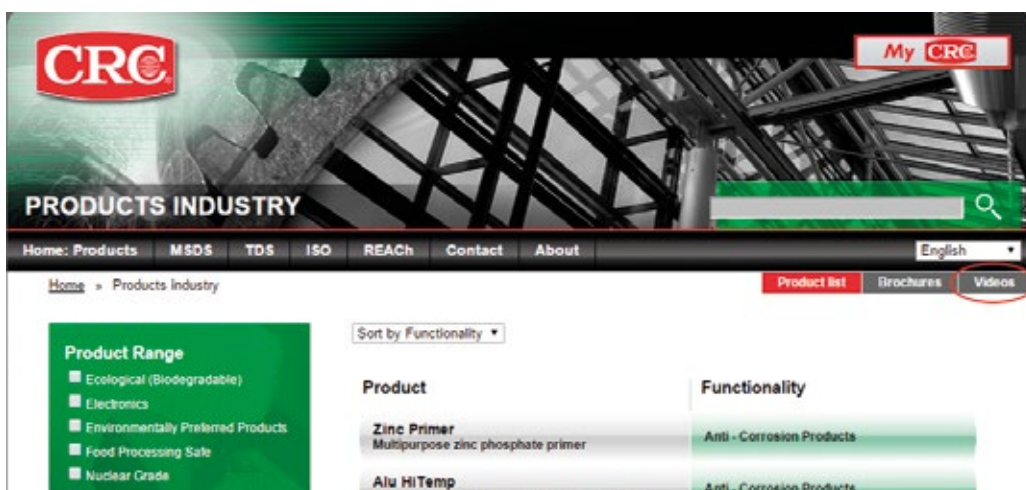 CRC
My CRC
PRODUCTS INDUSTRY
Home: Products MSDS TDS ISO REACh Contact About English
Home » Products industry Product list Brochures Videos
Sort by Functionality
Product Range
Ecological (Biodegradable)
Electronics
Environmentally Preferred Products
Food Processing Safe
Nuclear Grade
Product Functionality
Zinc Primer
Multipurpose zinc phosphate primer
Anti - Corrosion Products
Alu HiTemp
Anti - Corrosion Products